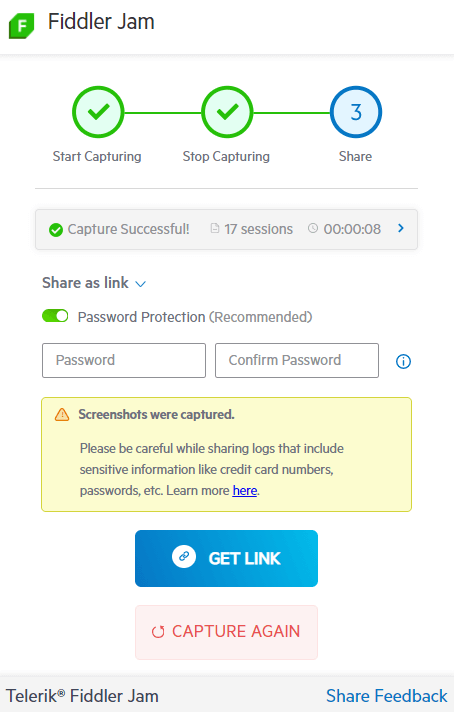 F
Fiddler Jam
3
Start Capturing
Stop Capturing
Share
Capture Successful! 17 sessions 00:00:08
Share as link
Password Protection (Recommended)
Password
Confirm Password
Screenshots were captured.
Please be careful while sharing logs that include
sensitive information like credit card numbers,
passwords, etc. Learn more here.
GET LINK
CAPTURE AGAIN
Telerik® Fiddler Jam
Share Feedback